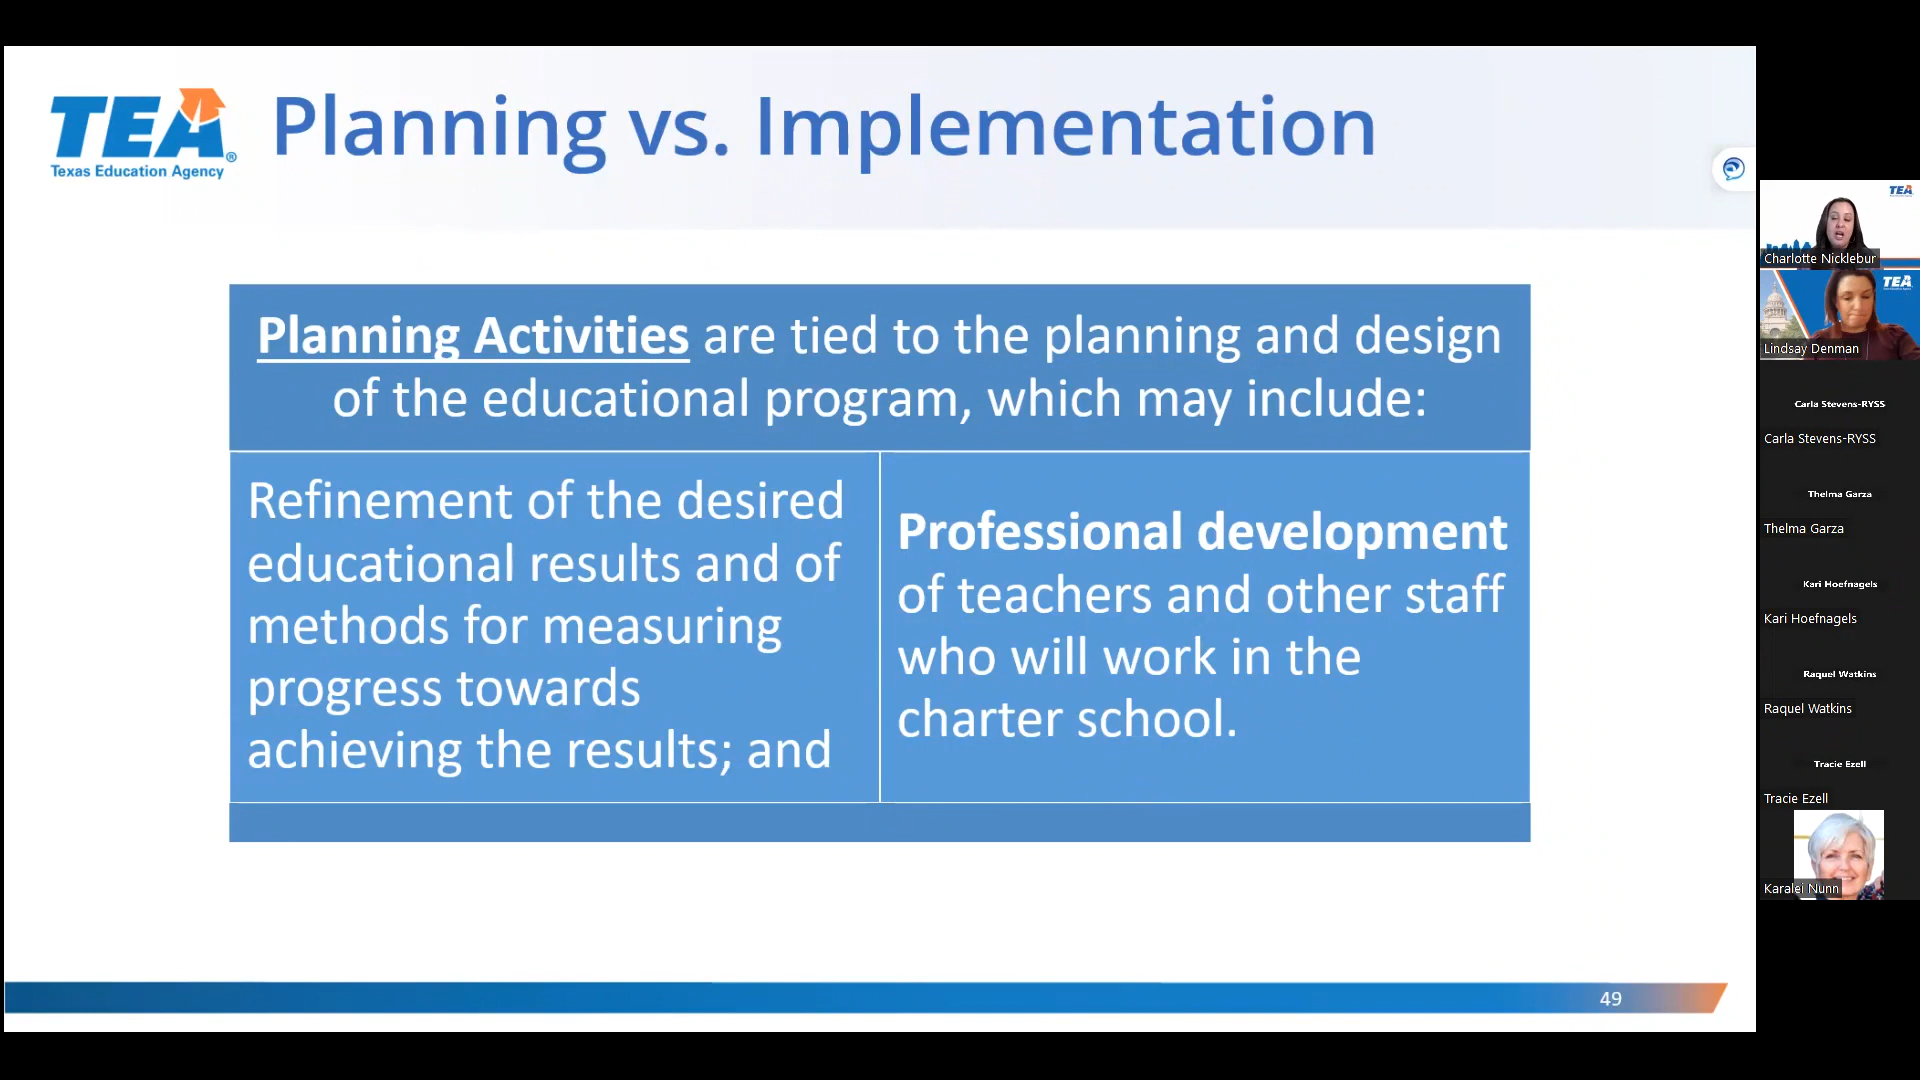 TEA®
Texas Education Agency
Planning vs. Implementation
Planning Activities are tied to the planning and design
of the educational program, which may include:
Refinement of the desired
educational results and of
methods for measuring
progress towards
achieving the results; and
Professional development
of teachers and other staff
who will work in the
charter school.
49
TEA
Charlotte Nicklebur
TEA
Lindsay Denman
Carla Stevens-RYSS
Carla Stevens-RYSS
Thelma Garza
Thelma Garza
Kari Hoefnagels
Kari Hoefnagels
Raquel Watkins
Raquel Watkins
Tracie Ezell
Tracie Ezell
Karalei Nunn